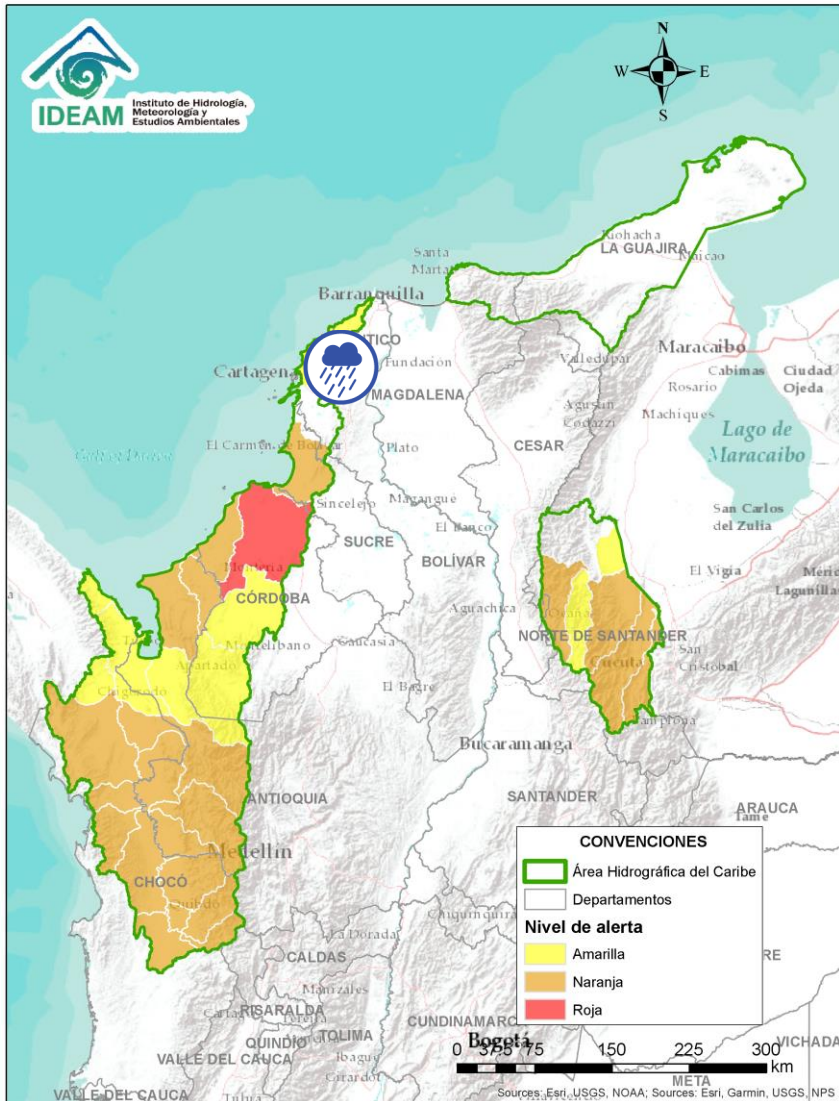 IDEAM
Instituto de Hidrología,
Meteorología y
Estudios Ambientales
N
W
E
S
Riohacha
LA GUAJIRA
Maicao
Santa
Marta
Barranquilla
Cartagena
Fundación
Valledupar
Maracaibo
Cabimas
Ciudad
Ojeda
Rosario
MAGDALENA
Agustín
Codazzi
Machiques
Lago de
Maracaibo
El Carmen de Bolívar
Plato
CESAR
Sincelejo
Magangué
San Carlos
del Zulia
El Banco
SUCRE
BOLÍVAR
El Vigía
Montería
CÓRDOBA
Aguachica
Ocaña
NORTE DE SANTANDER
Montelibano
Caucasia
San
Cristobal
Apartadó
Cúcuta
El Bagre
Chigorodó
Pamplona
Bucaramanga
ANTIOQUIA
SANTANDER
ARAUCA
Tame
Medellín
CHOCÓ
Quibdó
Chiquinquirá
La Dorada
CALDAS
Manizales
RISARALDA
Pereira
QUINDÍO
TOLIMA
CUNDINAMARC
Bogotá
VICHADA
VALLE DEL CAUCA
Ibagué
Girardot
META
VALLE DEL CAUCA
Tuluá
CONVENCIONES
Área Hidrográfica del Caribe
Departamentos
Nivel de alerta
Amarilla
Naranja
Roja
0 37,5 75 150 225 300
km
Sources: Esri, USGS, NOAA; Sources: Esri, Garmin, USGS, NPS